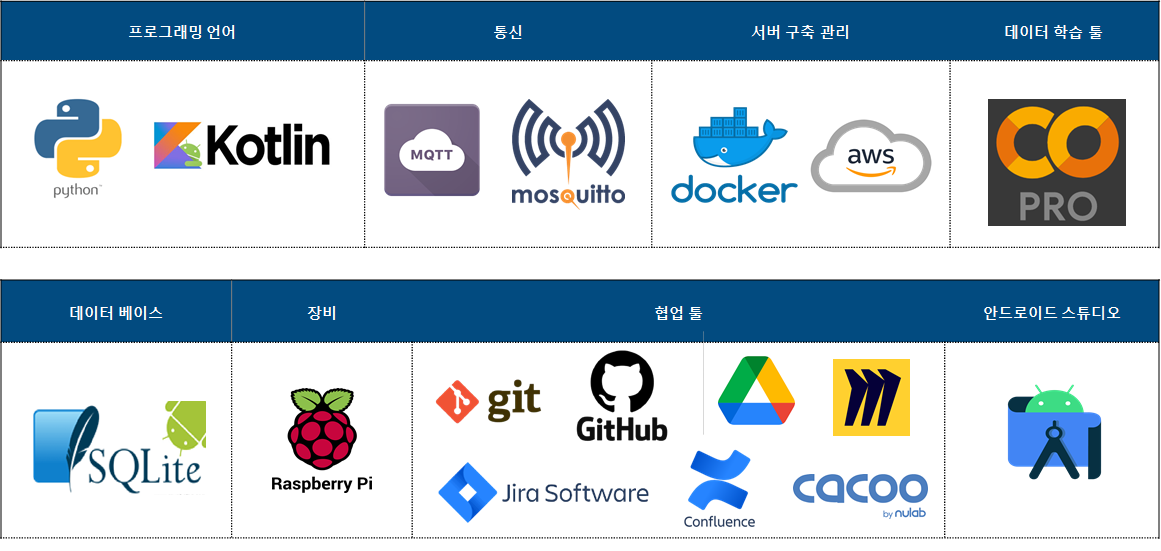 프로그래밍 언어
통신
서버 구축 관리
데이터 학습 툴
python
Kotlin
MQTT
mosquitto
docker
aws
CO
PRO
데이터 베이스
장비
협업 툴
안드로이드 스튜디오
SQLite
Raspberry Pi
git
GitHub
Jira Software
Confluence
cacoo
by nulab